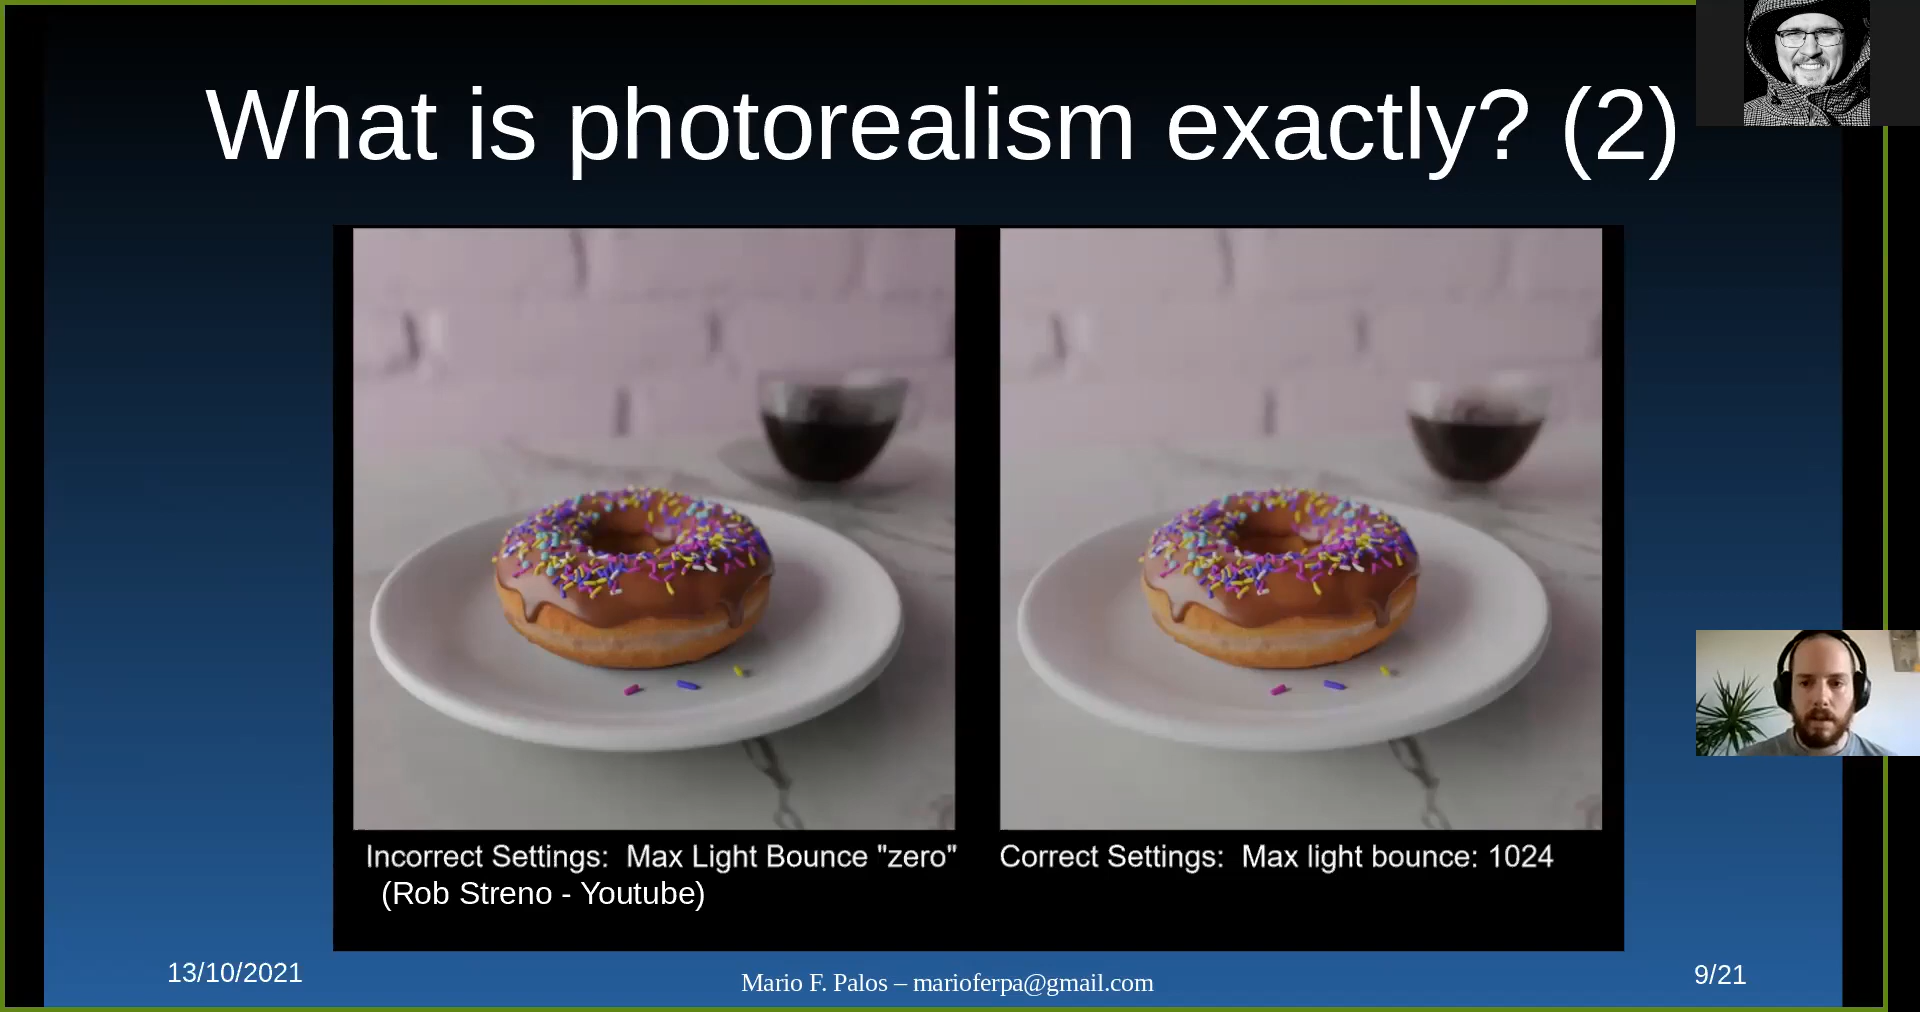 What is photorealism exactly? (2)
Incorrect Settings: Max Light Bounce "zero"
(Rob Streno - Youtube)
Correct Settings: Max light bounce: 1024
13/10/2021
Mario F. Palos – marioferpa@gmail.com
9/21